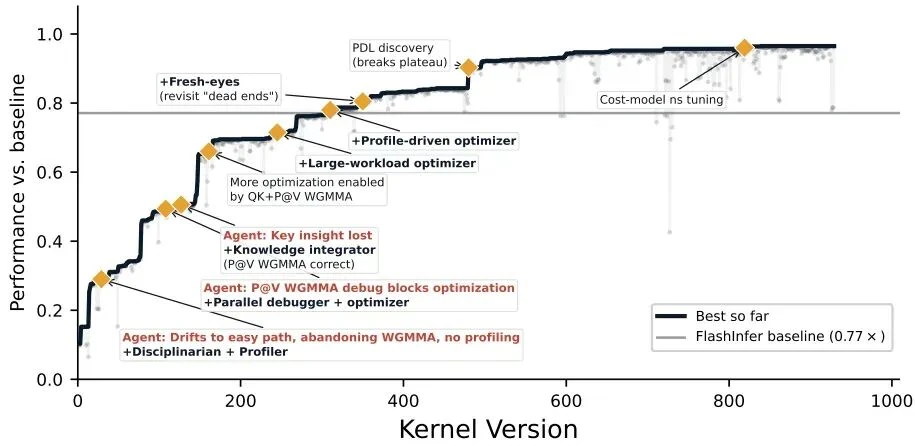 Performance vs. baseline
1.0
0.8
0.6
0.4
0.2
0.0
PDL discovery
(breaks plateau)
+Fresh-eyes
(revisit "dead ends")
Cost-model ns tuning
+Profile-driven optimizer
+Large-workload optimizer
More optimization enabled
by QK+P@V WGMMA
Agent: Key insight lost
+Knowledge integrator
(P@V WGMMA correct)
Agent: P@V WGMMA debug blocks optimization
+Parallel debugger + optimizer
Agent: Drifts to easy path, abandoning WGMMA, no profiling
+Disciplinarian + Profiler
Best so far
FlashInfer baseline (0.77 × )
0 200 400 600 800 1000
Kernel Version